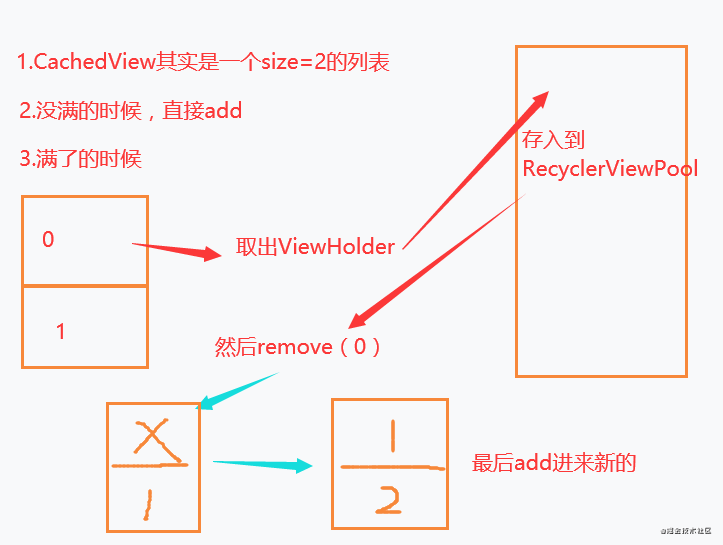 1.CachedView其实是一个size=2的列表
2.没满的时候，直接add
3.满了的时候
0
1
取出ViewHolder
存入到
RecyclerViewPool
然后remove（0）
X
1
1
2
最后add进来新的
@掘金技术社区